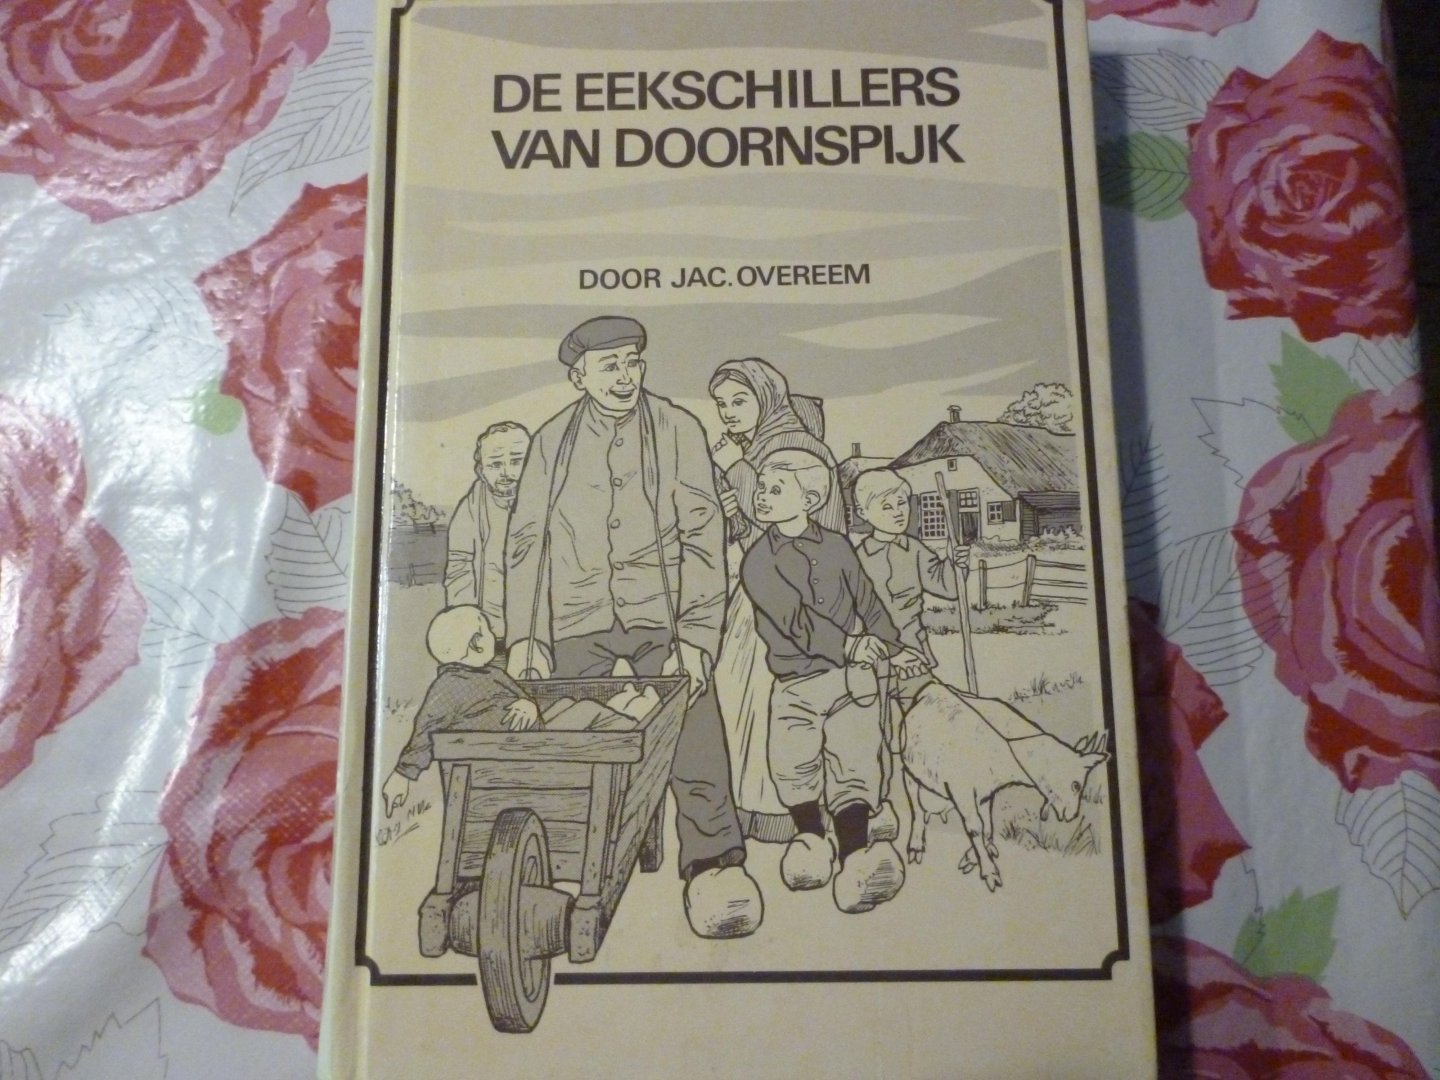 DE EEKSCHILLERS
VAN DOORNSPIJK
DOOR JAC. OVEREEM